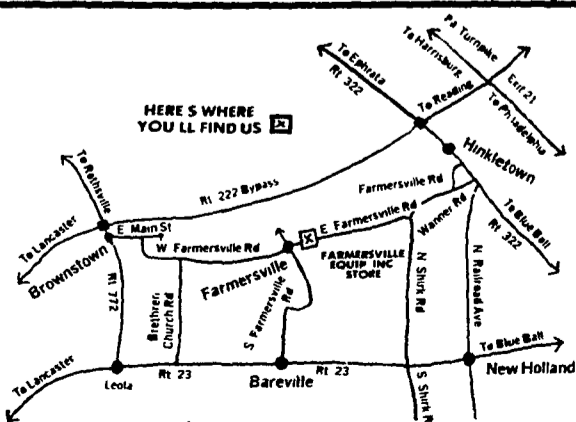 Pa Turnpike
To Harrisburg
Exit 21
To Philadelphia
To Ephrata
Rt 322
To Reading
HERE S WHERE
YOU LL FIND US X
Hinkletown
To Rothsville
Rt 222 Bypass
Farmersville Rd
To Blue Ball
Rt 322
E Main St
E Farmersville Rd
Wanner Rd
To Lancaster
W Farmersville Rd
X
Brownstown
Farmersville
FARMERSVILLE
EQUIP INC
STORE
N Shirk Rd
N Railroad Ave
Rt 772
Brethren
Church Rd
S Farmersville
Rd
To Blue Ball
To Lancaster
Leola
Rt 23
Bareville
Rt 23
New Holland
S Shirk R